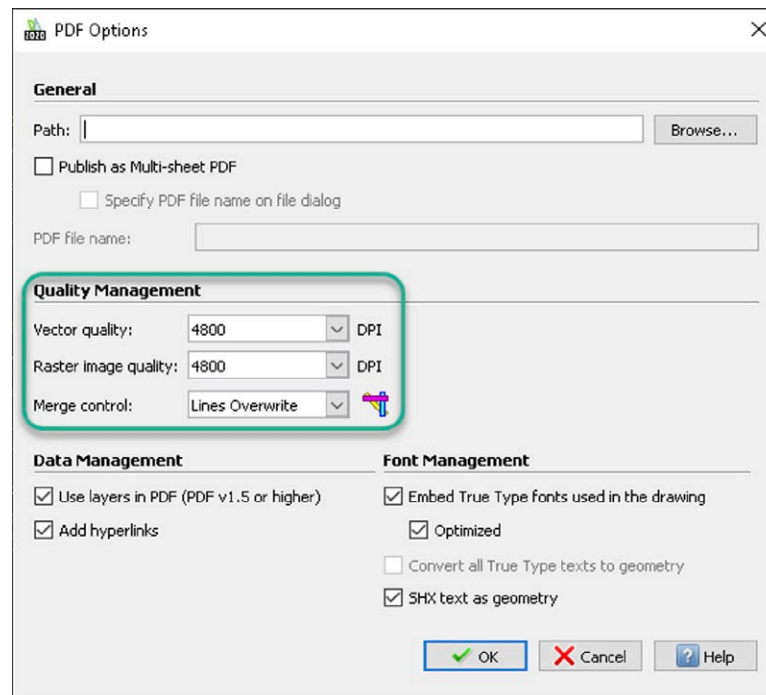 2020 PDF Options
General
Path: Browse...
Publish as Multi-sheet PDF
Specify PDF file name on file dialog
PDF file name:
Quality Management
Vector quality: 4800 DPI
Raster image quality: 4800 DPI
Merge control: Lines Overwrite
Data Management
Use layers in PDF (PDF v1.5 or higher)
Add hyperlinks
Font Management
Embed True Type fonts used in the drawing
Optimized
Convert all True Type texts to geometry
SHX text as geometry
OK Cancel ? Help